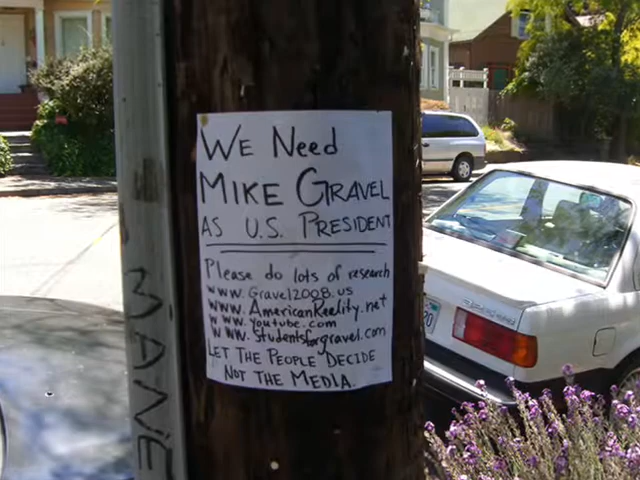 WE NEED
MIKE GRAVEL
AS U.S. PRESIDENT
Please do lots of research
WWW.Gravel2008.us
WWW.AmericanReality.net
WWW.Youtube.com
WWW.Studentsforgravel.com
LET THE PEOPLE DECIDE
NOT THE MEDIA.
MANE